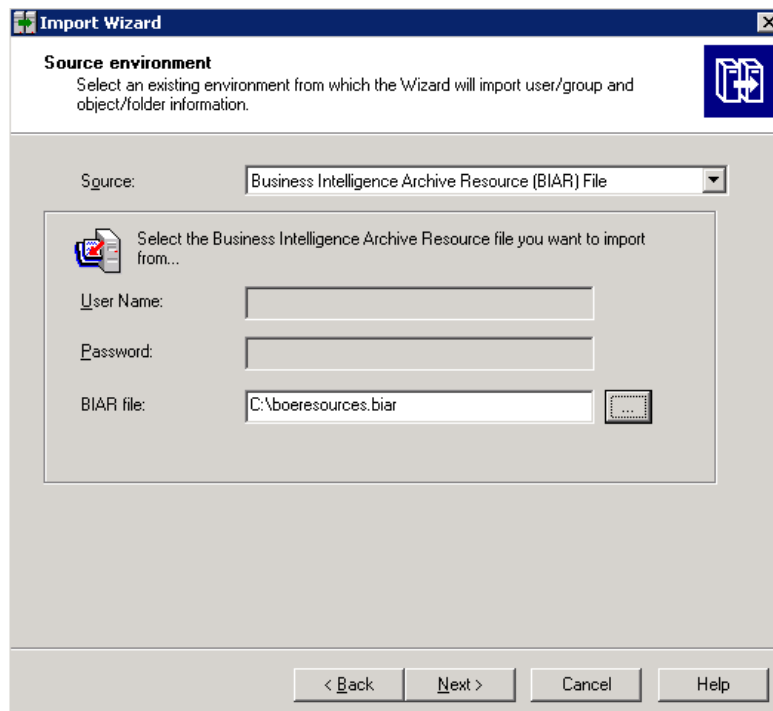 Import Wizard
Source environment
Select an existing environment from which the Wizard will import user/group and
object/folder information.
Source:
Business Intelligence Archive Resource (BIAR) File
Select the Business Intelligence Archive Resource file you want to import
from...
User Name:
Password:
BIAR file:
C:\boeresources.biar
...
< Back
Next >
Cancel
Help